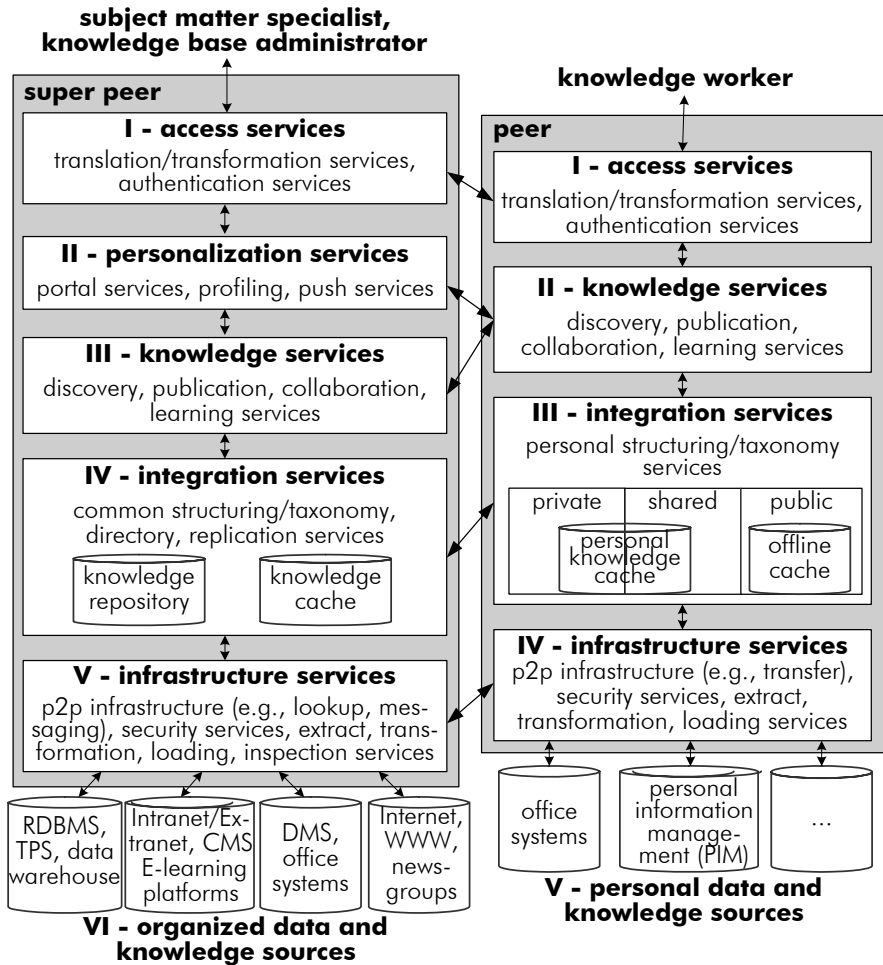 subject matter specialist,
knowledge base administrator
super peer
I - access services
translation/transformation services,
authentication services
II - personalization services
portal services, profiling, push services
III - knowledge services
discovery, publication, collaboration,
learning services
IV - integration services
common structuring/taxonomy,
directory, replication services
knowledge
repository
knowledge
cache
V - infrastructure services
p2p infrastructure (e.g., lookup, mes-
saging), security services, extract, trans-
formation, loading, inspection services
RDBMS,
TPS, data
warehouse
Intranet/Ex-
tranet, CMS
E-learning
platforms
DMS,
office
systems
Internet,
WWW,
news-
groups
VI - organized data and
knowledge sources
knowledge worker
peer
I - access services
translation/transformation services,
authentication services
II - knowledge services
discovery, publication,
collaboration, learning services
III - integration services
personal structuring/taxonomy
services
private
shared
public
personal
knowledge
cache
offline
cache
IV - infrastructure services
p2p infrastructure (e.g., transfer),
security services, extract,
transformation, loading services
office
systems
personal
information
manage-
ment (PIM)
...
V - personal data and
knowledge sources